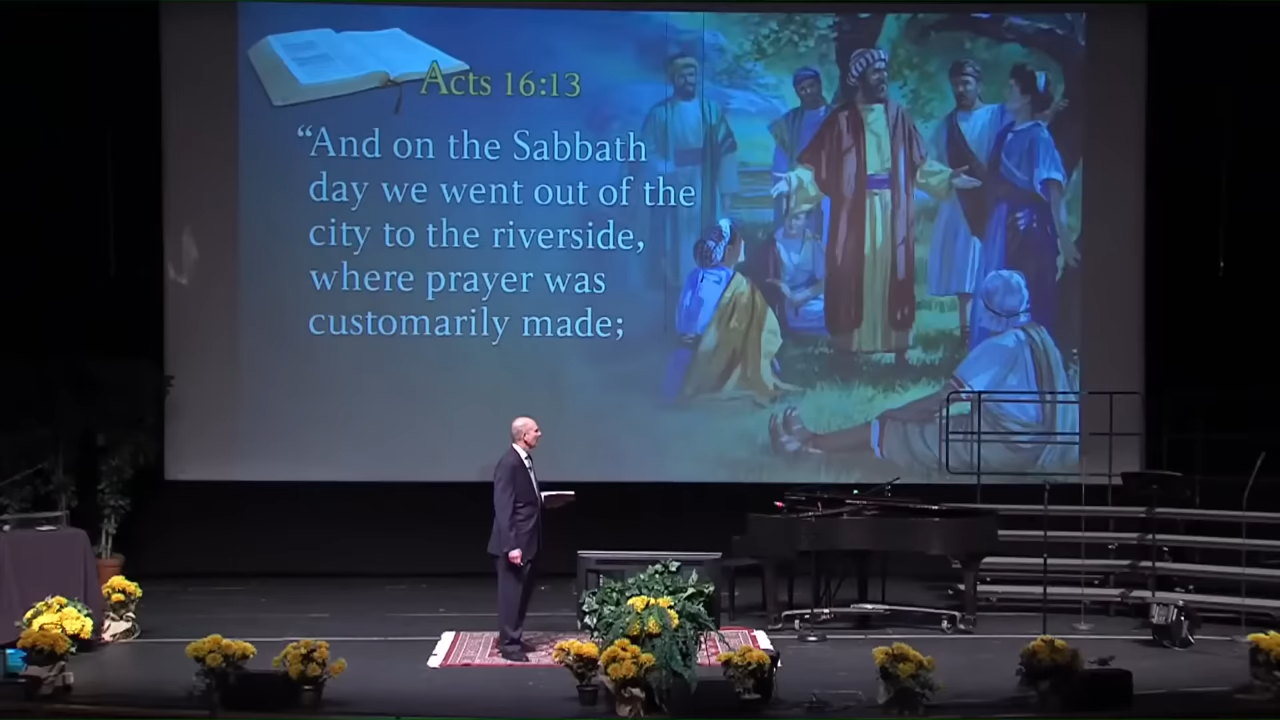 Acts 16:13
“And on the Sabbath
day we went out of the
city to the riverside,
where prayer was
customarily made;